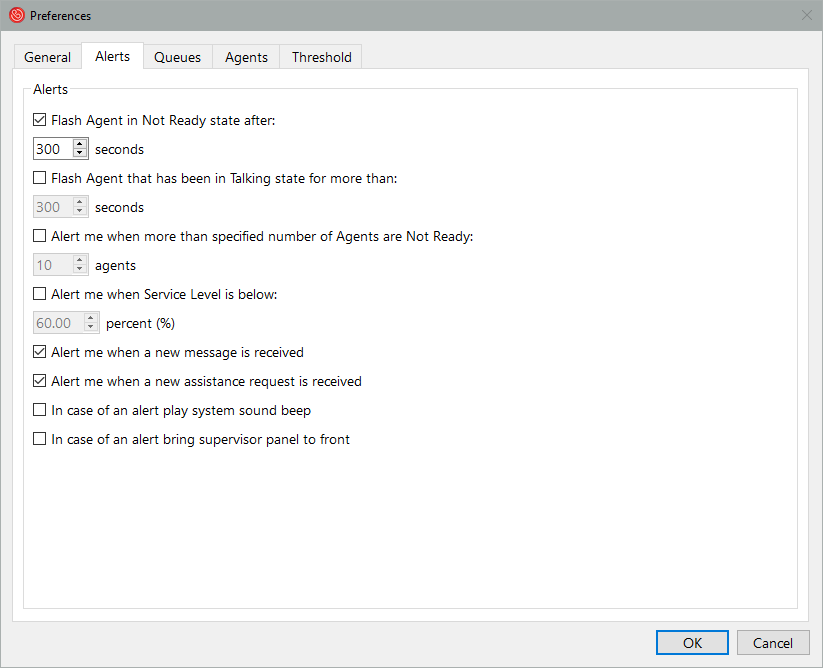 Preferences
General Alerts Queues Agents Threshold
Alerts
Flash Agent in Not Ready state after:
300 seconds
Flash Agent that has been in Talking state for more than:
300 seconds
Alert me when more than specified number of Agents are Not Ready:
10 agents
Alert me when Service Level is below:
60.00 percent (%)
Alert me when a new message is received
Alert me when a new assistance request is received
In case of an alert play system sound beep
In case of an alert bring supervisor panel to front
OK Cancel